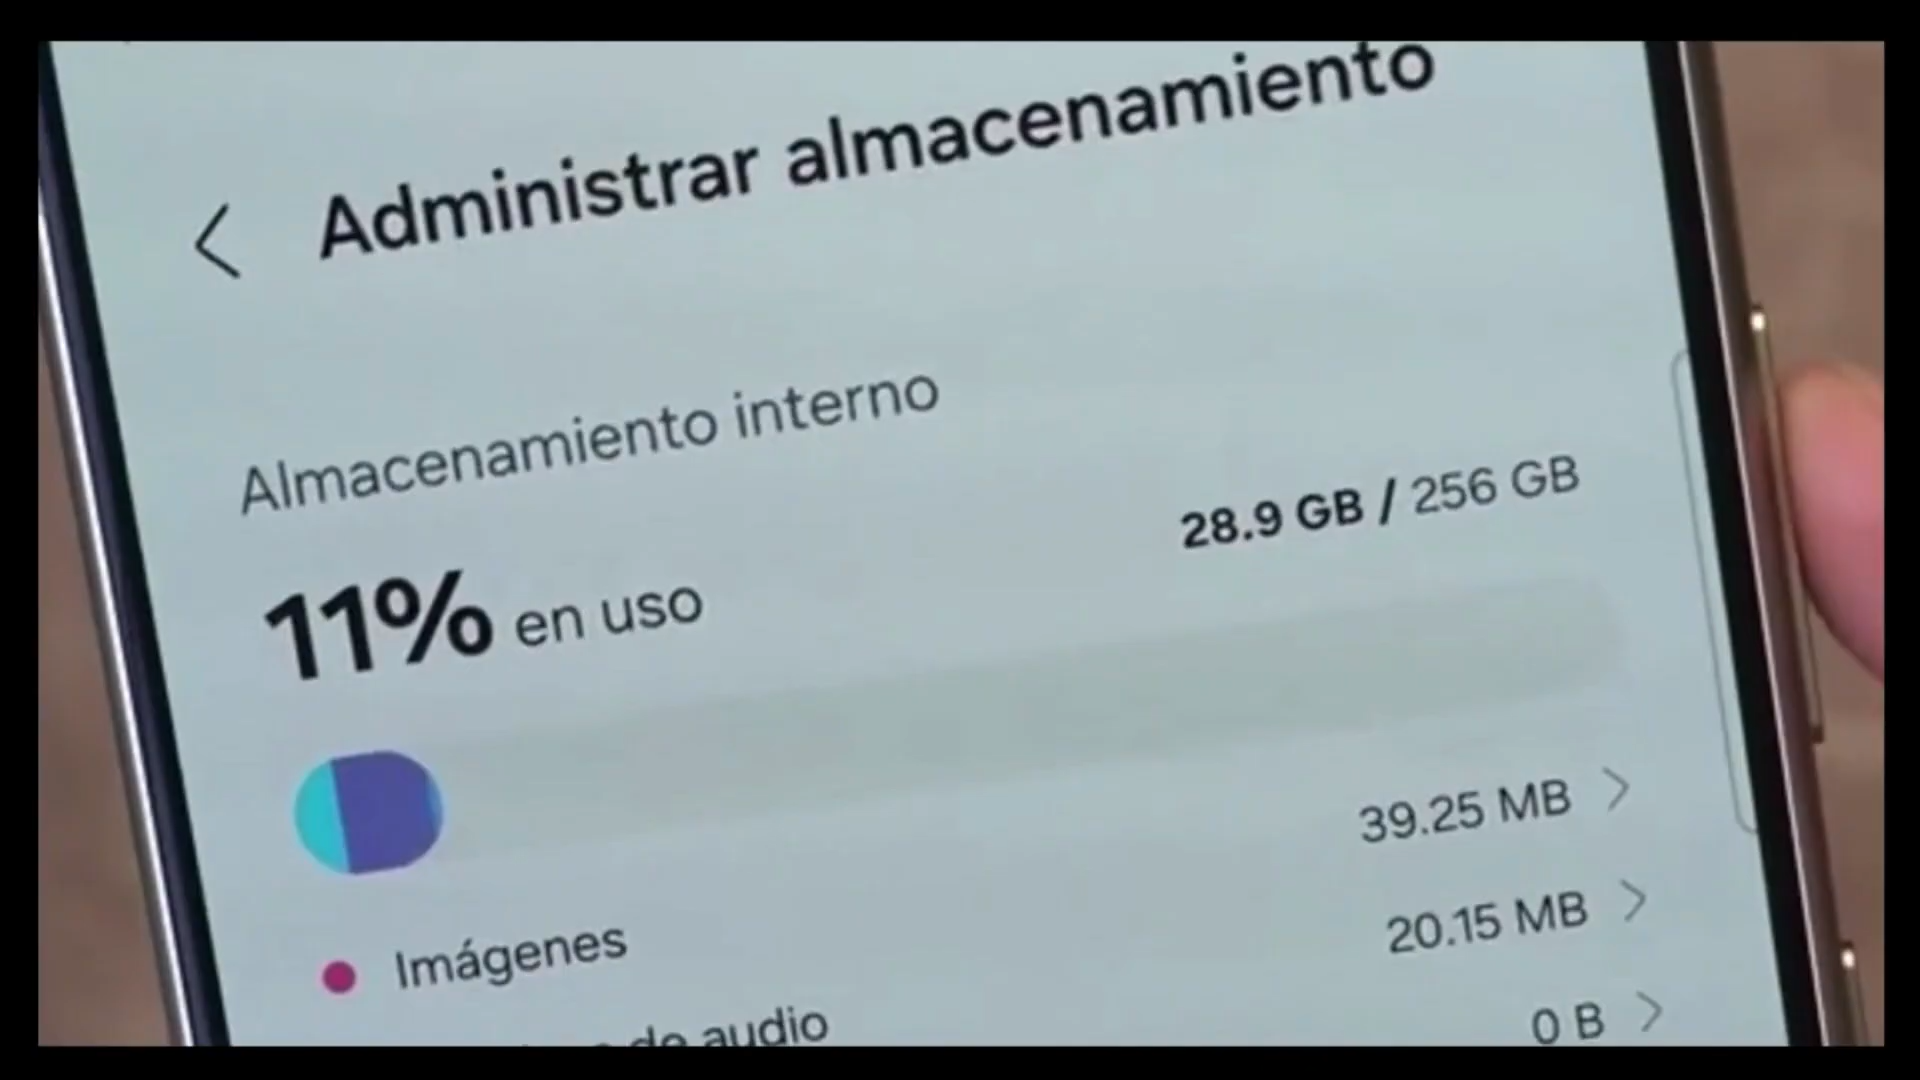 Administrar almacenamiento
Almacenamiento interno
11% en uso
28.9 GB / 256 GB
Imágenes
39.25 MB
de audio
20.15 MB
0 B